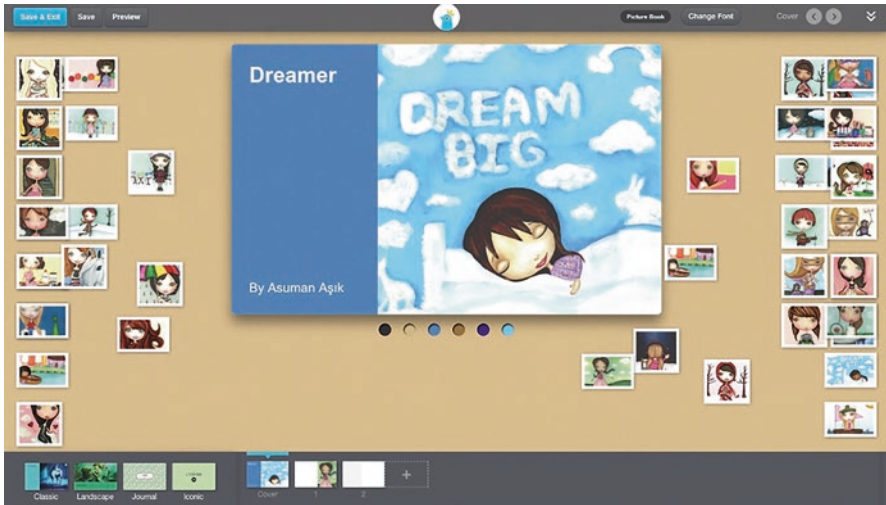 Save & Exit
Save
Preview
Picture Book
Change Font
Cover
Dreamer
DREAM
BIG
By Asuman Aşık
Classic
Landscape
Journal
Iconic
Cover
1
2